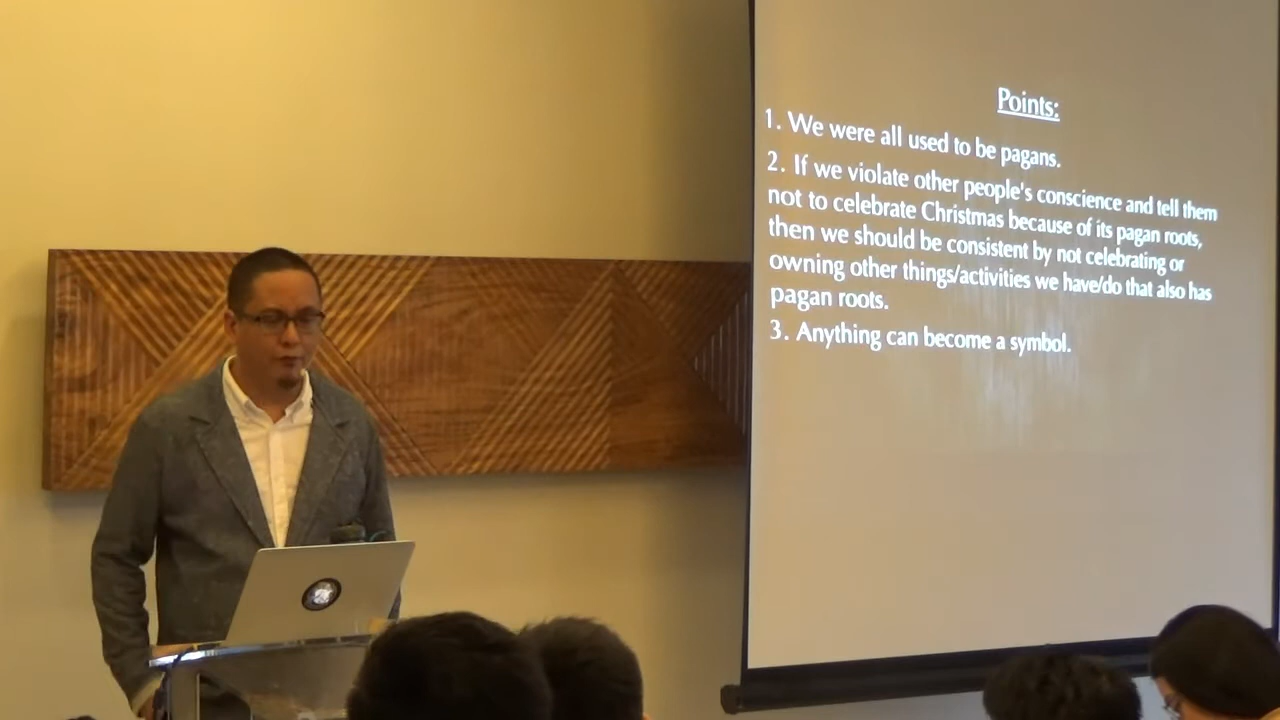 Points:
1. We were all used to be pagans.
2. If we violate other people's conscience and tell them
not to celebrate Christmas because of its pagan roots,
then we should be consistent by not celebrating or
owning other things/activities we have/do that also has
pagan roots.
3. Anything can become a symbol.